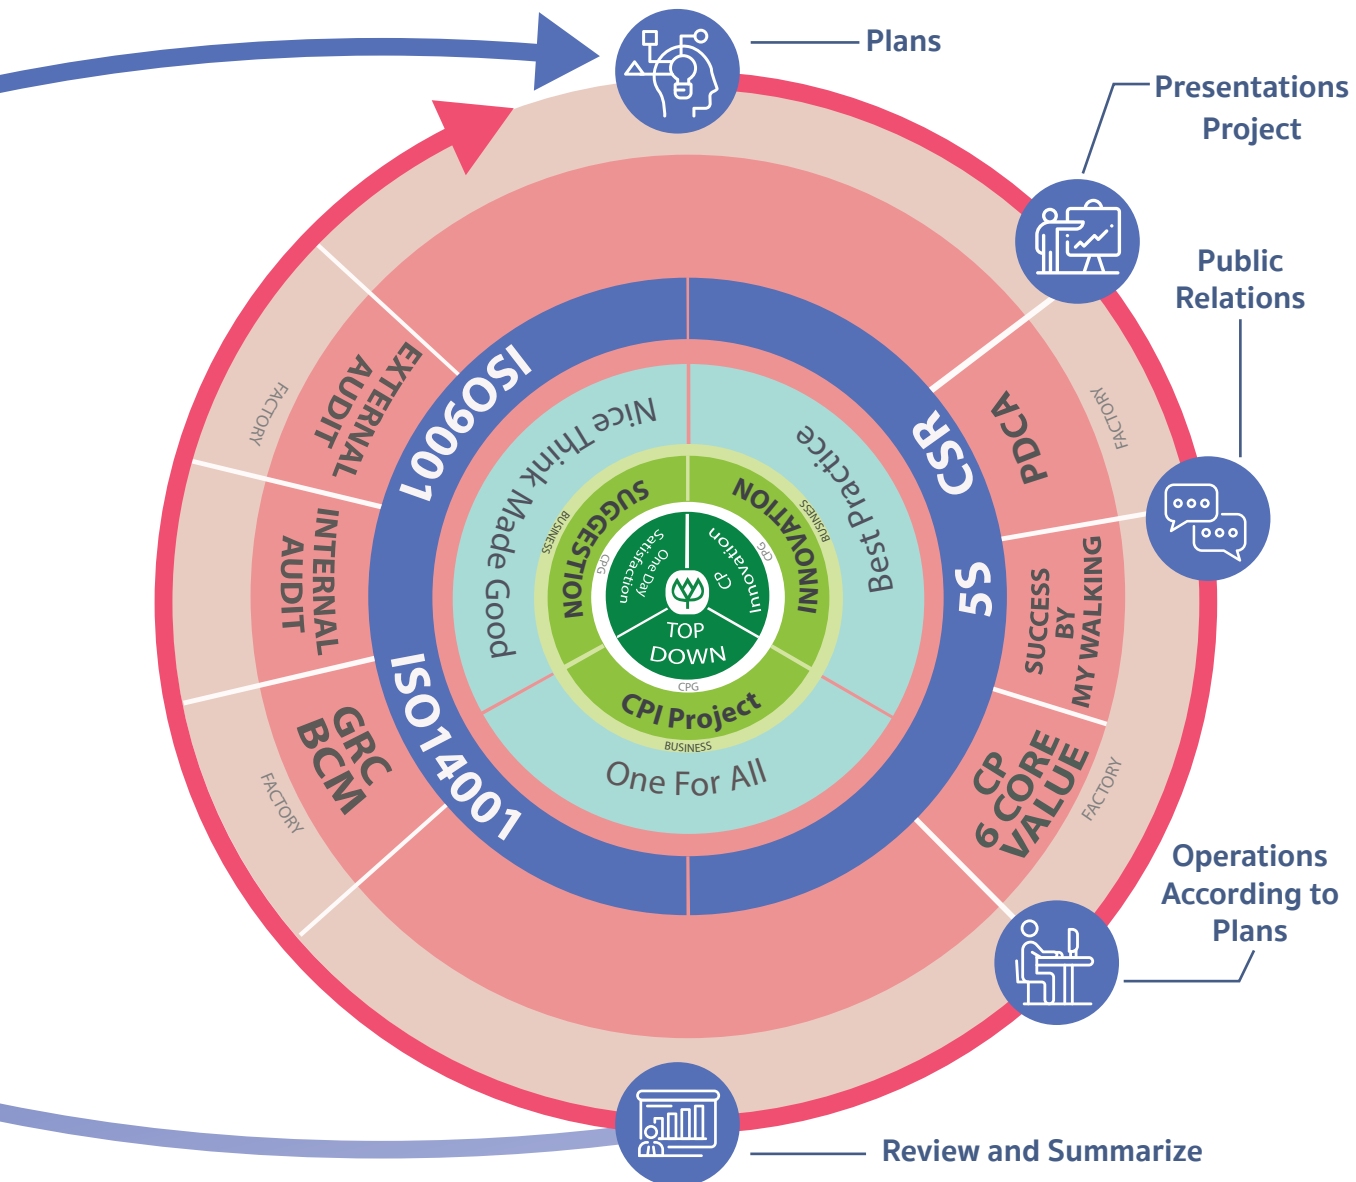 Plans
Presentations
Project
Public
Relations
Operations
According to
Plans
Review and Summarize
FACTORY
EXTERNAL
AUDIT
INTERNAL
AUDIT
GRC
BCM
FACTORY
FACTORY
PDCA
SUCCESS
BY
MY WALKING
CP
6 CORE
VALUE
FACTORY
ISO9001
ISO14001
CSR
5S
Nice Think Made Good
Best Practice
One For All
BUSINESS
BUSINESS
BUSINESS
SUGGESTION
INNOVATION
CPI Project
CPG
CPG
CPG
One Day
Satisfaction
CP
Innovation
TOP
DOWN